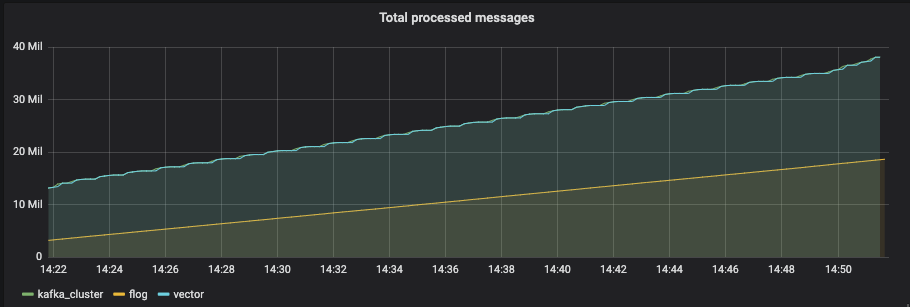 Total processed messages
40 Mil
30 Mil
20 Mil
10 Mil
0
14:22 14:24 14:26 14:28 14:30 14:32 14:34 14:36 14:38 14:40 14:42 14:44 14:46 14:48 14:50
kafka_cluster flog vector